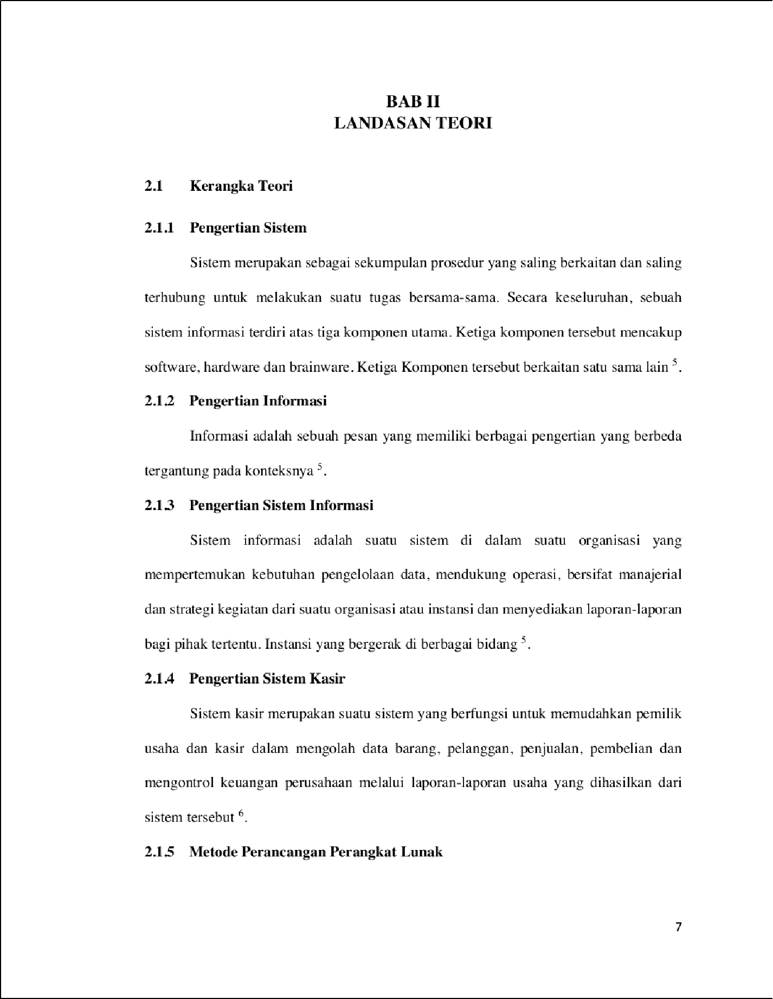 BAB II
LANDASAN TEORI
2.1 Kerangka Teori
2.1.1 Pengertian Sistem
Sistem merupakan sebagai sekumpulan prosedur yang saling berkaitan dan saling
terhubung untuk melakukan suatu tugas bersama-sama. Secara keseluruhan, sebuah
sistem informasi terdiri atas tiga komponen utama. Ketiga komponen tersebut mencakup
software, hardware dan brainware. Ketiga Komponen tersebut berkaitan satu sama lain ⁵.
2.1.2 Pengertian Informasi
Informasi adalah sebuah pesan yang memiliki berbagai pengertian yang berbeda
tergantung pada konteksnya ⁵.
2.1.3 Pengertian Sistem Informasi
Sistem informasi adalah suatu sistem di dalam suatu organisasi yang
mempertemukan kebutuhan pengelolaan data, mendukung operasi, bersifat manajerial
dan strategi kegiatan dari suatu organisasi atau instansi dan menyediakan laporan-laporan
bagi pihak tertentu. Instansi yang bergerak di berbagai bidang ⁵.
2.1.4 Pengertian Sistem Kasir
Sistem kasir merupakan suatu sistem yang berfungsi untuk memudahkan pemilik
usaha dan kasir dalam mengolah data barang, pelanggan, penjualan, pembelian dan
mengontrol keuangan perusahaan melalui laporan-laporan usaha yang dihasilkan dari
sistem tersebut ⁶.
2.1.5 Metode Perancangan Perangkat Lunak
7